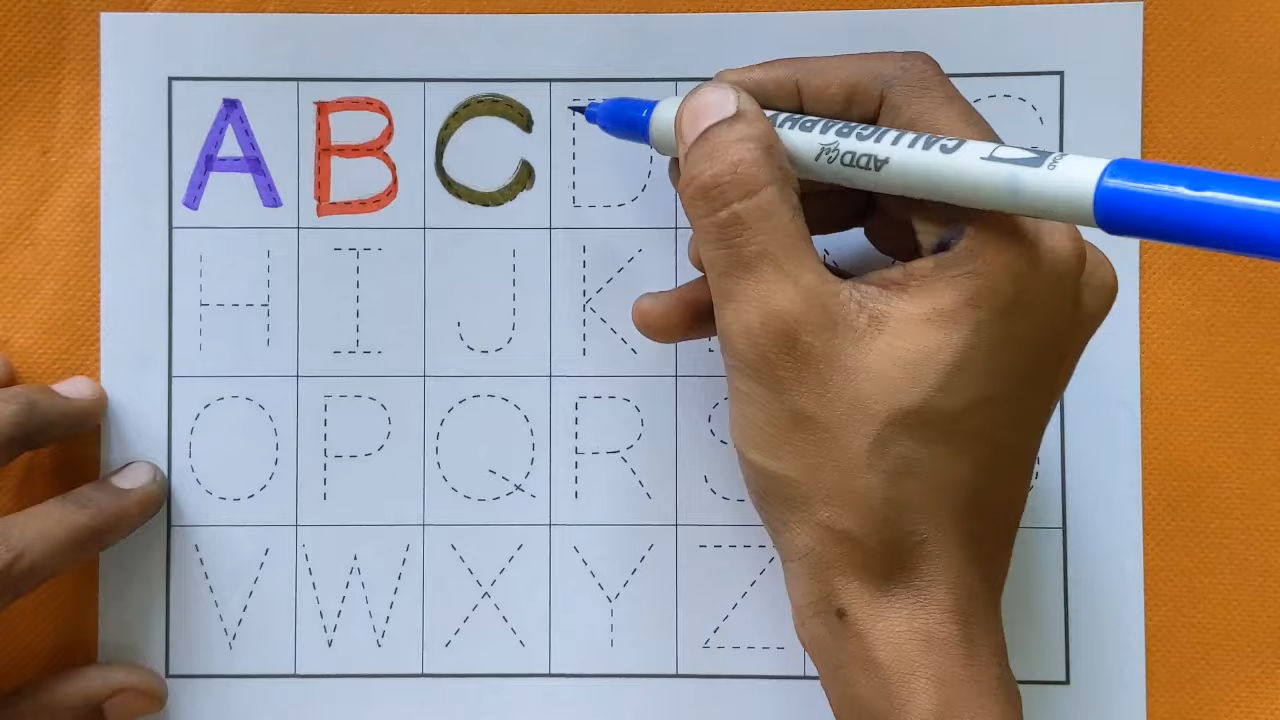 A B C D
H I J K
O P Q R S
V W X Y Z
ADD Gel CALLIGRAPHY